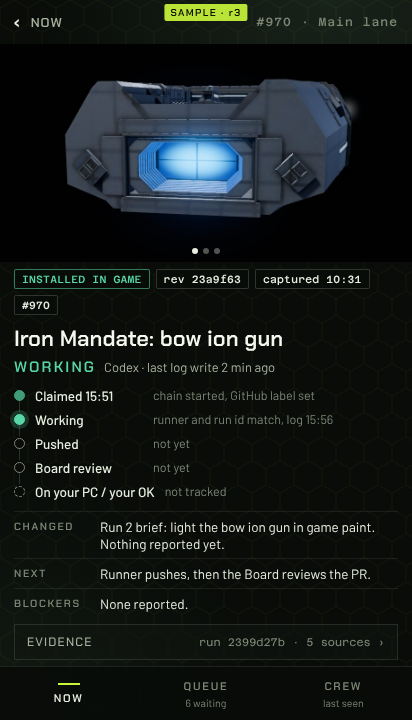 SAMPLE · r3
‹ NOW #970 · Main lane
INSTALLED IN GAME rev 23a9f63 captured 10:31
#970
Iron Mandate: bow ion gun
WORKING Codex · last log write 2 min ago
Claimed 15:51 chain started, GitHub label set
Working runner and run id match, log 15:56
Pushed not yet
Board review not yet
On your PC / your OK not tracked
CHANGED Run 2 brief: light the bow ion gun in game paint.
Nothing reported yet.
NEXT Runner pushes, then the Board reviews the PR.
BLOCKERS None reported.
EVIDENCE run 2399d27b · 5 sources ›
NOW QUEUE CREW
6 waiting last seen